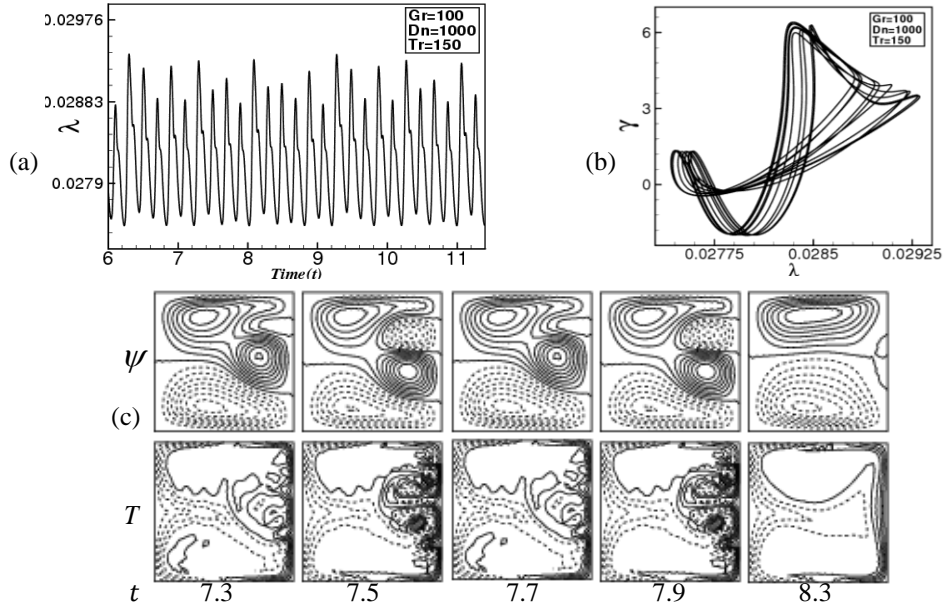 0.02976
Gr=100
Dn=1000
Tr=150
λ
0.02883
0.0279
(a)
6 7 8 9 10 11
Time(t)
Gr=100
Dn=1000
Tr=150
6
γ
3
0
(b)
0.02775 0.0285 0.02925
λ
ψ
(c)
T
t 7.3 7.5 7.7 7.9 8.3